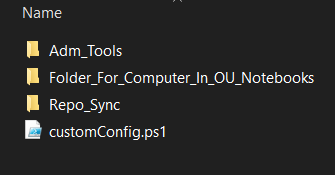 Name
Adm_Tools
Folder_For_Computer_In_OU_Notebooks
Repo_Sync
customConfig.ps1